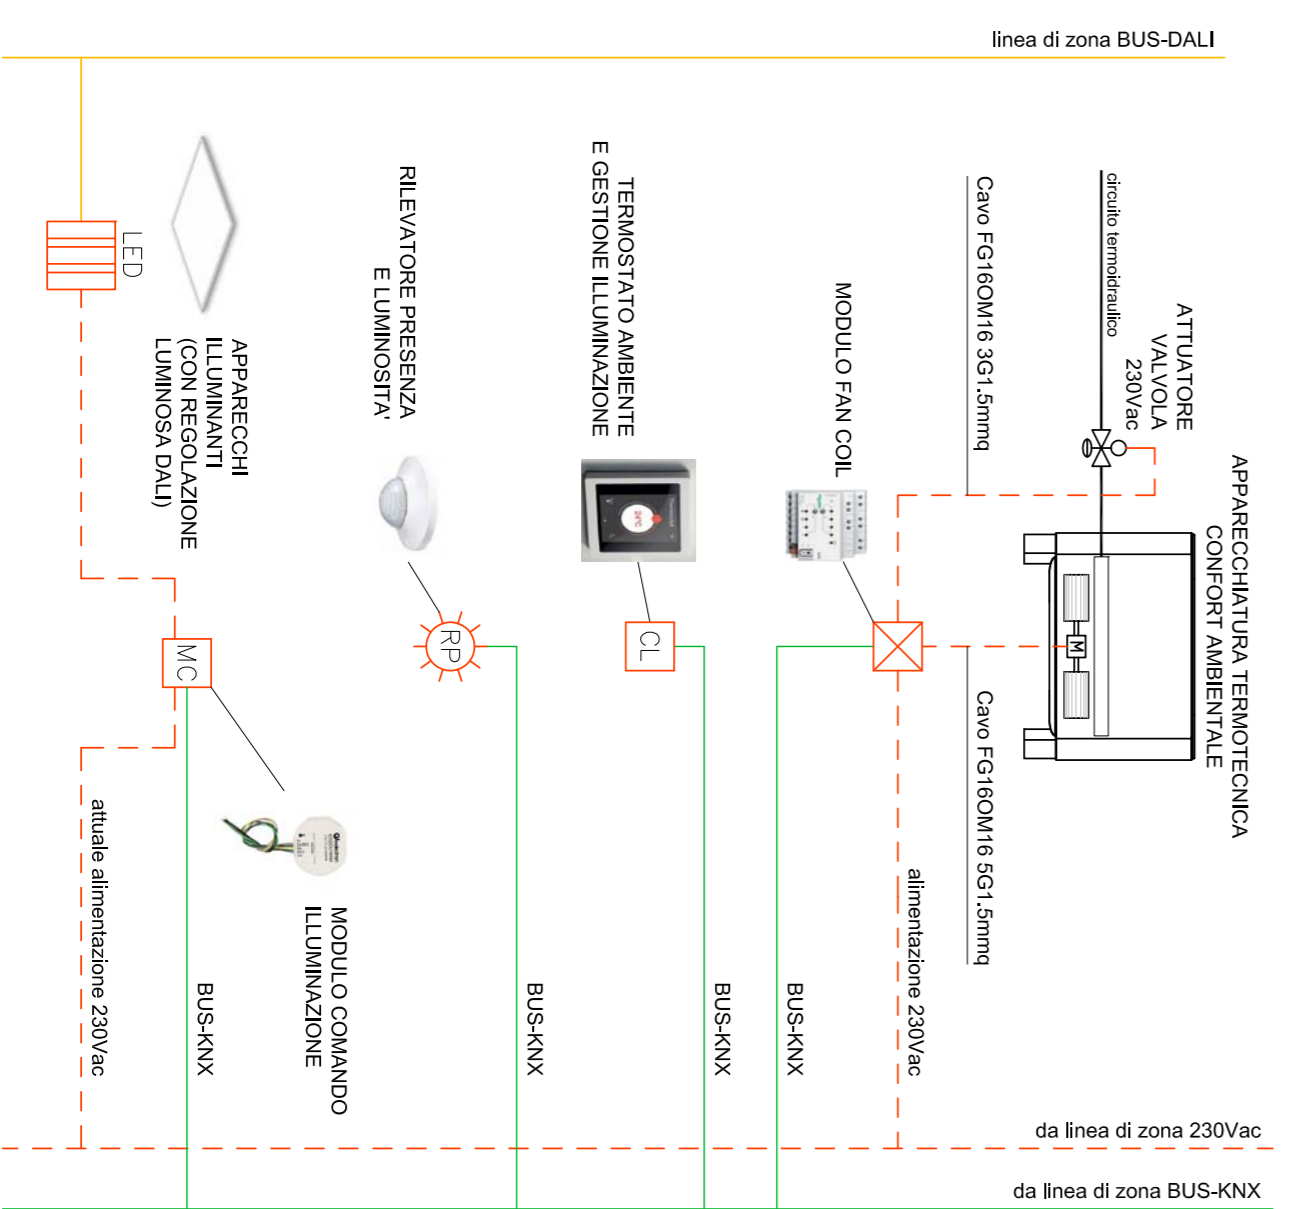 linea di zona BUS-DALI
APPARECCHIATURA TERMOTECNICA
CONFORT AMBIENTALE
ATTUATORE
VALVOLA
230Vac
circuito termoidraulico
Cavo FG16OM16 3G1.5mmq
M
Cavo FG16OM16 5G1.5mmq
alimentazione 230Vac
MODULO FAN COIL
BUS-KNX
TERMOSTATO AMBIENTE
E GESTIONE ILLUMINAZIONE
24°C
CL
BUS-KNX
RILEVATORE PRESENZA
E LUMINOSITA'
RP
BUS-KNX
APPARECCHI
ILLUMINANTI
(CON REGOLAZIONE
LUMINOSA DALI)
LED
MC
MODULO COMANDO
ILLUMINAZIONE
BUS-KNX
attuale alimentazione 230Vac
da linea di zona 230Vac
da linea di zona BUS-KNX